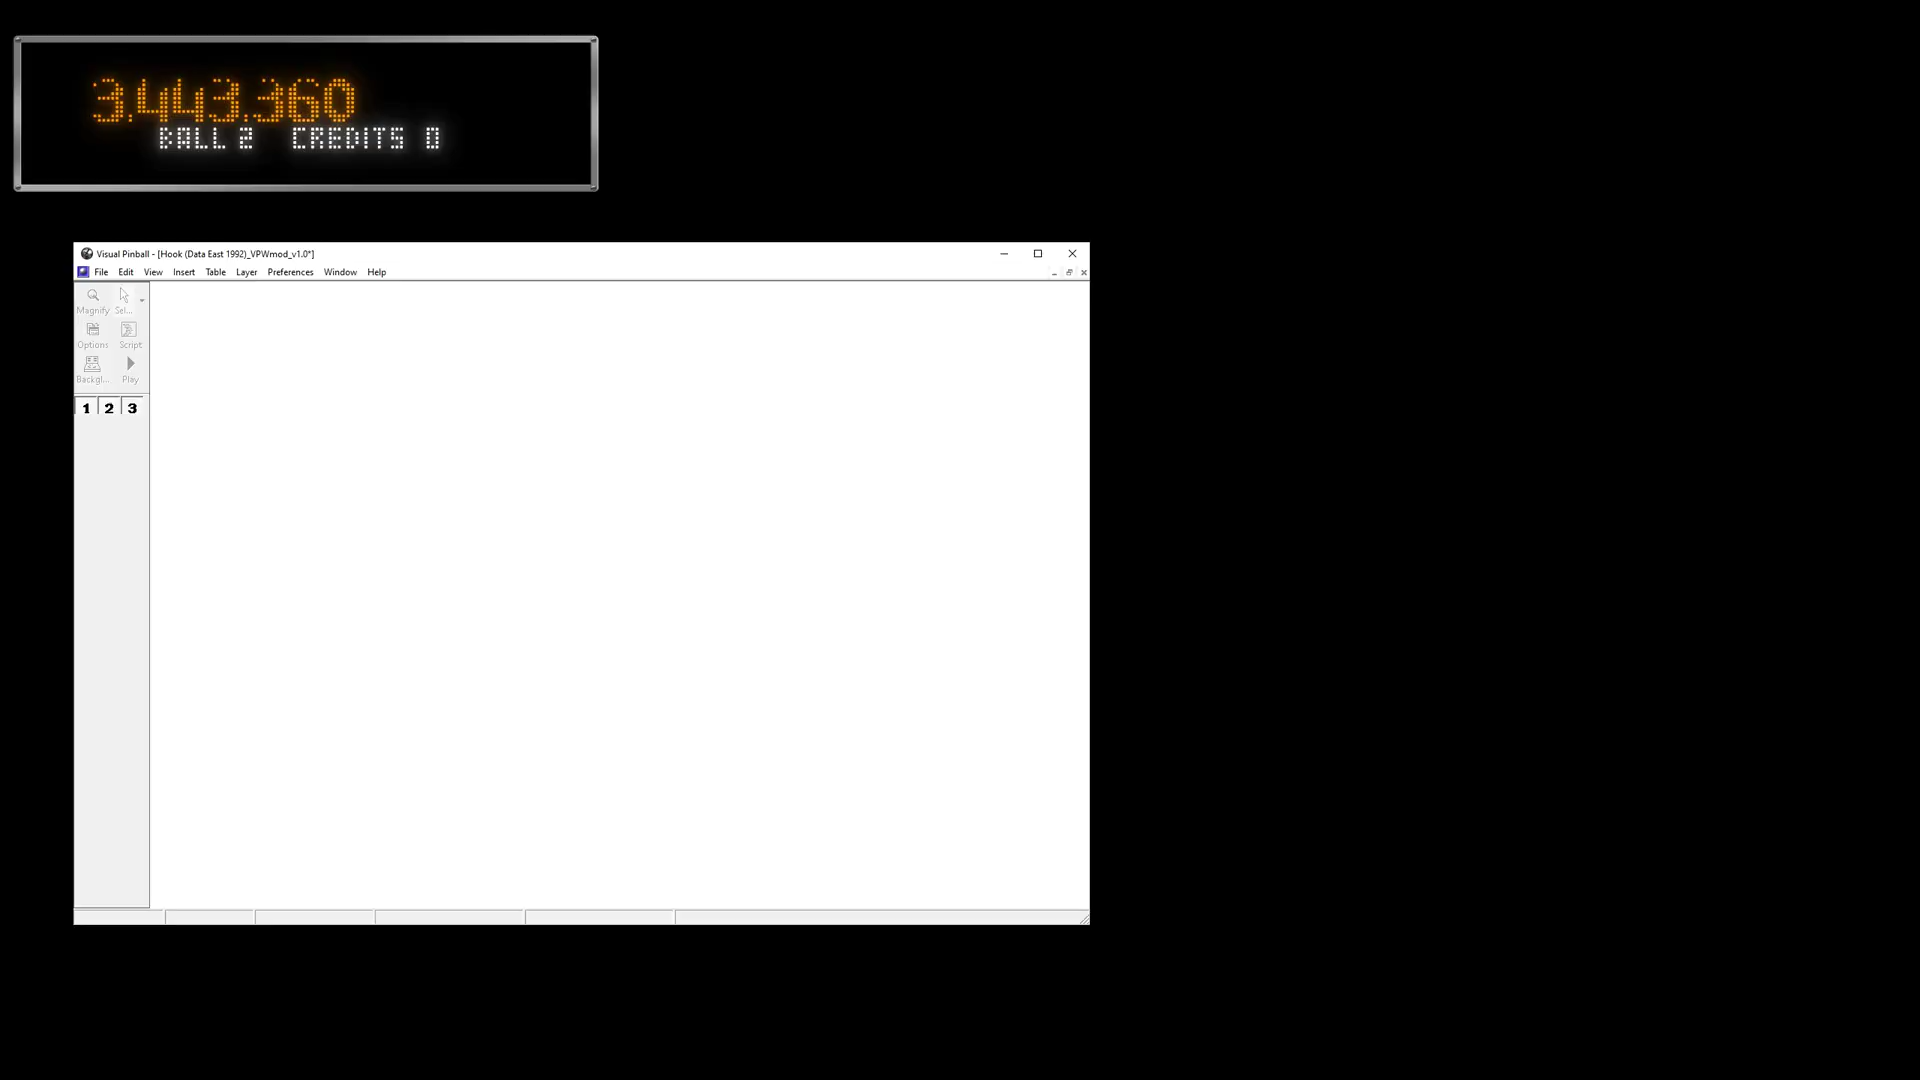 3,443,360
BALL 2 CREDITS 0
Visual Pinball - [Hook (Data East 1992)_VPWmod_v1.0*]
File Edit View Insert Table Layer Preferences Window Help
Magnify Sel...
Options Script
Backgl... Play
1 2 3